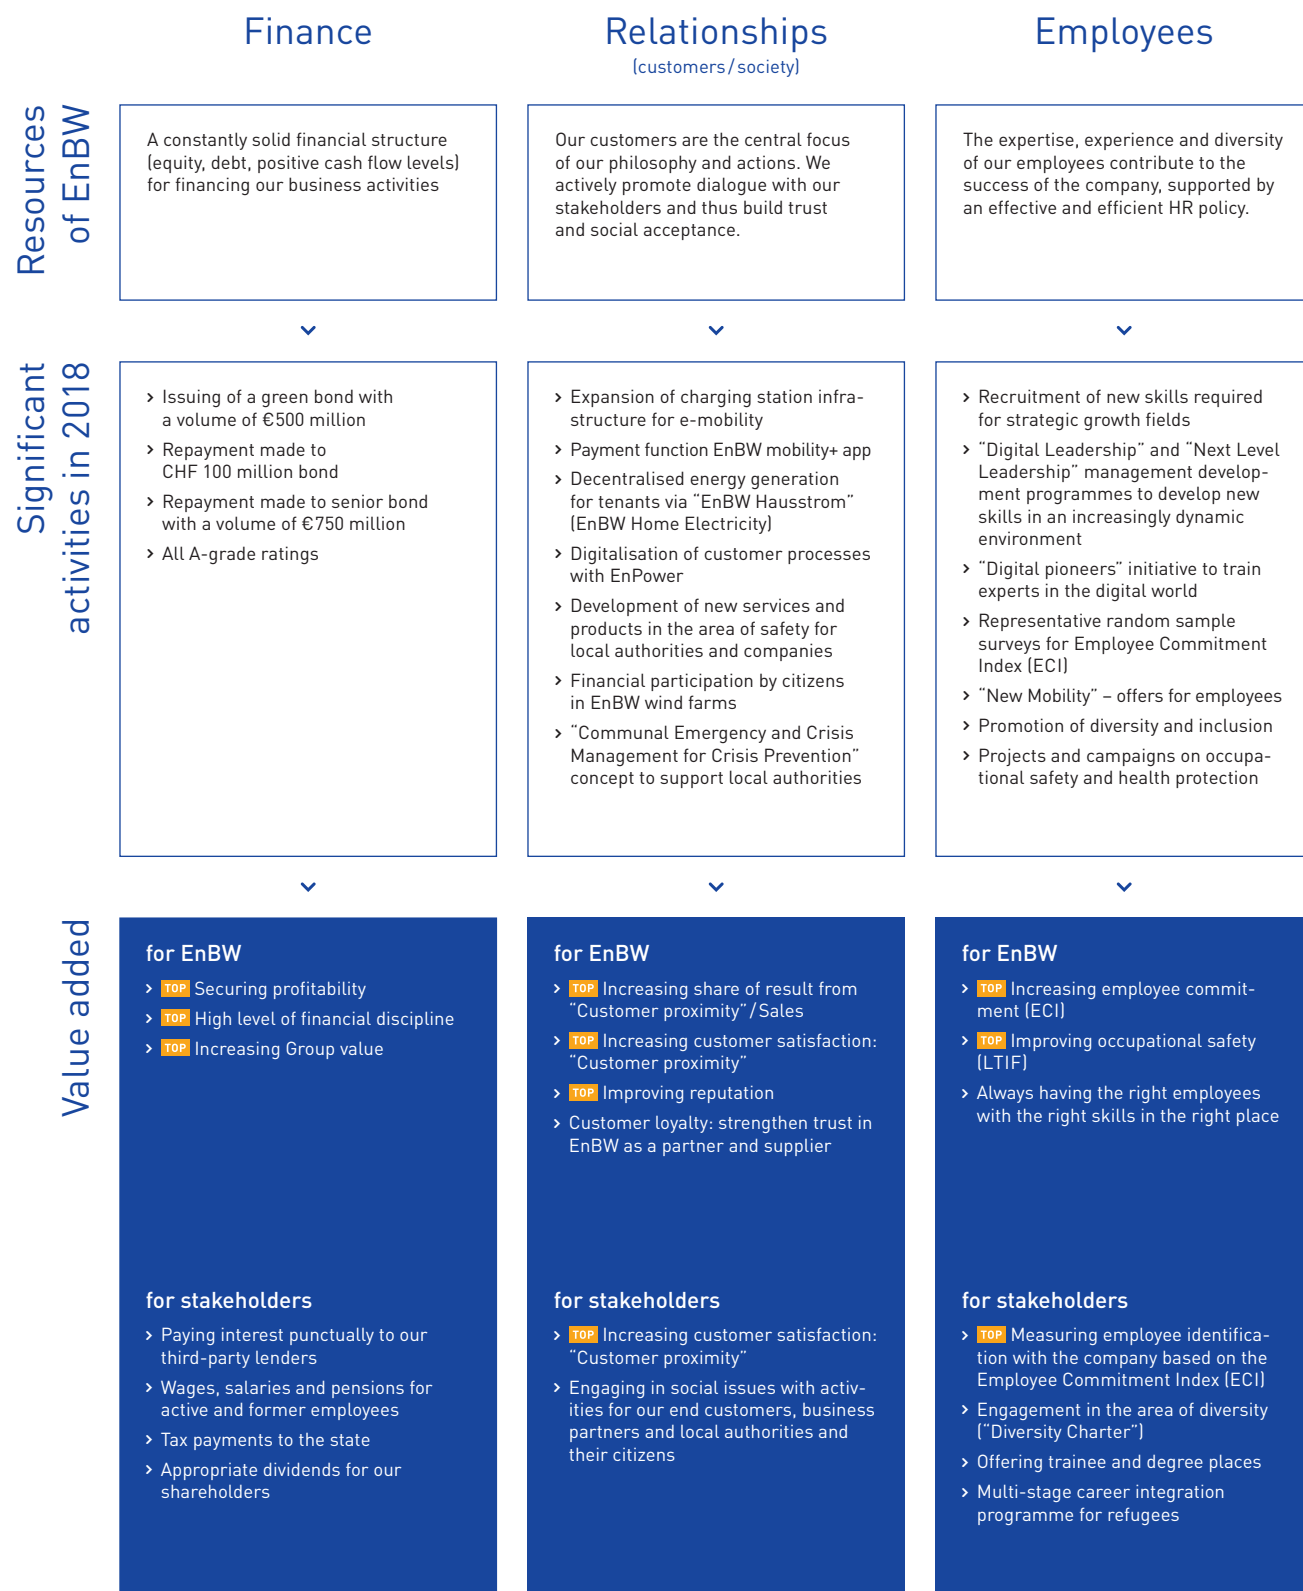 Finance
Relationships
(customers/society)
Employees
Resources
of EnBW
A constantly solid financial structure
(equity, debt, positive cash flow levels)
for financing our business activities
Our customers are the central focus
of our philosophy and actions. We
actively promote dialogue with our
stakeholders and thus build trust
and social acceptance.
The expertise, experience and diversity
of our employees contribute to the
success of the company, supported by
an effective and efficient HR policy.
Significant
activities in 2018
› Issuing of a green bond with
a volume of €500 million
› Repayment made to
CHF 100 million bond
› Repayment made to senior bond
with a volume of €750 million
› All A-grade ratings
› Expansion of charging station infra-
structure for e-mobility
› Payment function EnBW mobility+ app
› Decentralised energy generation
for tenants via “EnBW Hausstrom”
(EnBW Home Electricity)
› Digitalisation of customer processes
with EnPower
› Development of new services and
products in the area of safety for
local authorities and companies
› Financial participation by citizens
in EnBW wind farms
› “Communal Emergency and Crisis
Management for Crisis Prevention”
concept to support local authorities
› Recruitment of new skills required
for strategic growth fields
› “Digital Leadership” and “Next Level
Leadership” management develop-
ment programmes to develop new
skills in an increasingly dynamic
environment
› “Digital pioneers” initiative to train
experts in the digital world
› Representative random sample
surveys for Employee Commitment
Index (ECI)
› “New Mobility” – offers for employees
› Promotion of diversity and inclusion
› Projects and campaigns on occupa-
tional safety and health protection
Value added
for EnBW
› TOP Securing profitability
› TOP High level of financial discipline
› TOP Increasing Group value
for stakeholders
› Paying interest punctually to our
third-party lenders
› Wages, salaries and pensions for
active and former employees
› Tax payments to the state
› Appropriate dividends for our
shareholders
for EnBW
› TOP Increasing share of result from
“Customer proximity”/Sales
› TOP Increasing customer satisfaction:
“Customer proximity”
› TOP Improving reputation
› Customer loyalty: strengthen trust in
EnBW as a partner and supplier
for stakeholders
› TOP Increasing customer satisfaction:
“Customer proximity”
› Engaging in social issues with activ-
ities for our end customers, business
partners and local authorities and
their citizens
for EnBW
› TOP Increasing employee commit-
ment (ECI)
› TOP Improving occupational safety
(LTIF)
› Always having the right employees
with the right skills in the right place
for stakeholders
› TOP Measuring employee identifica-
tion with the company based on the
Employee Commitment Index (ECI)
› Engagement in the area of diversity
(“Diversity Charter”)
› Offering trainee and degree places
› Multi-stage career integration
programme for refugees